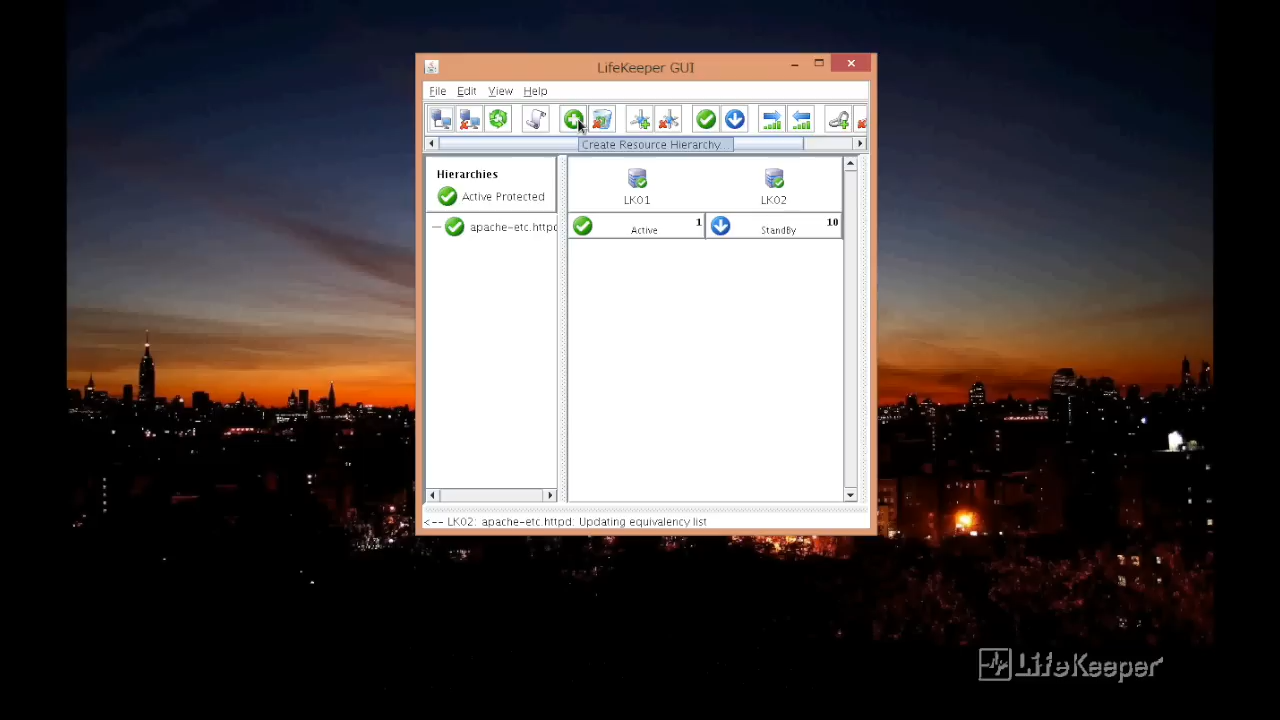 LifeKeeper GUI
File Edit View Help
Create Resource Hierarchy...
Hierarchies
Active Protected
apache-etc.httpd
LK01
LK02
Active 1
StandBy 10
<-- LK02: apache-etc.httpd: Updating equivalency list
LifeKeeper